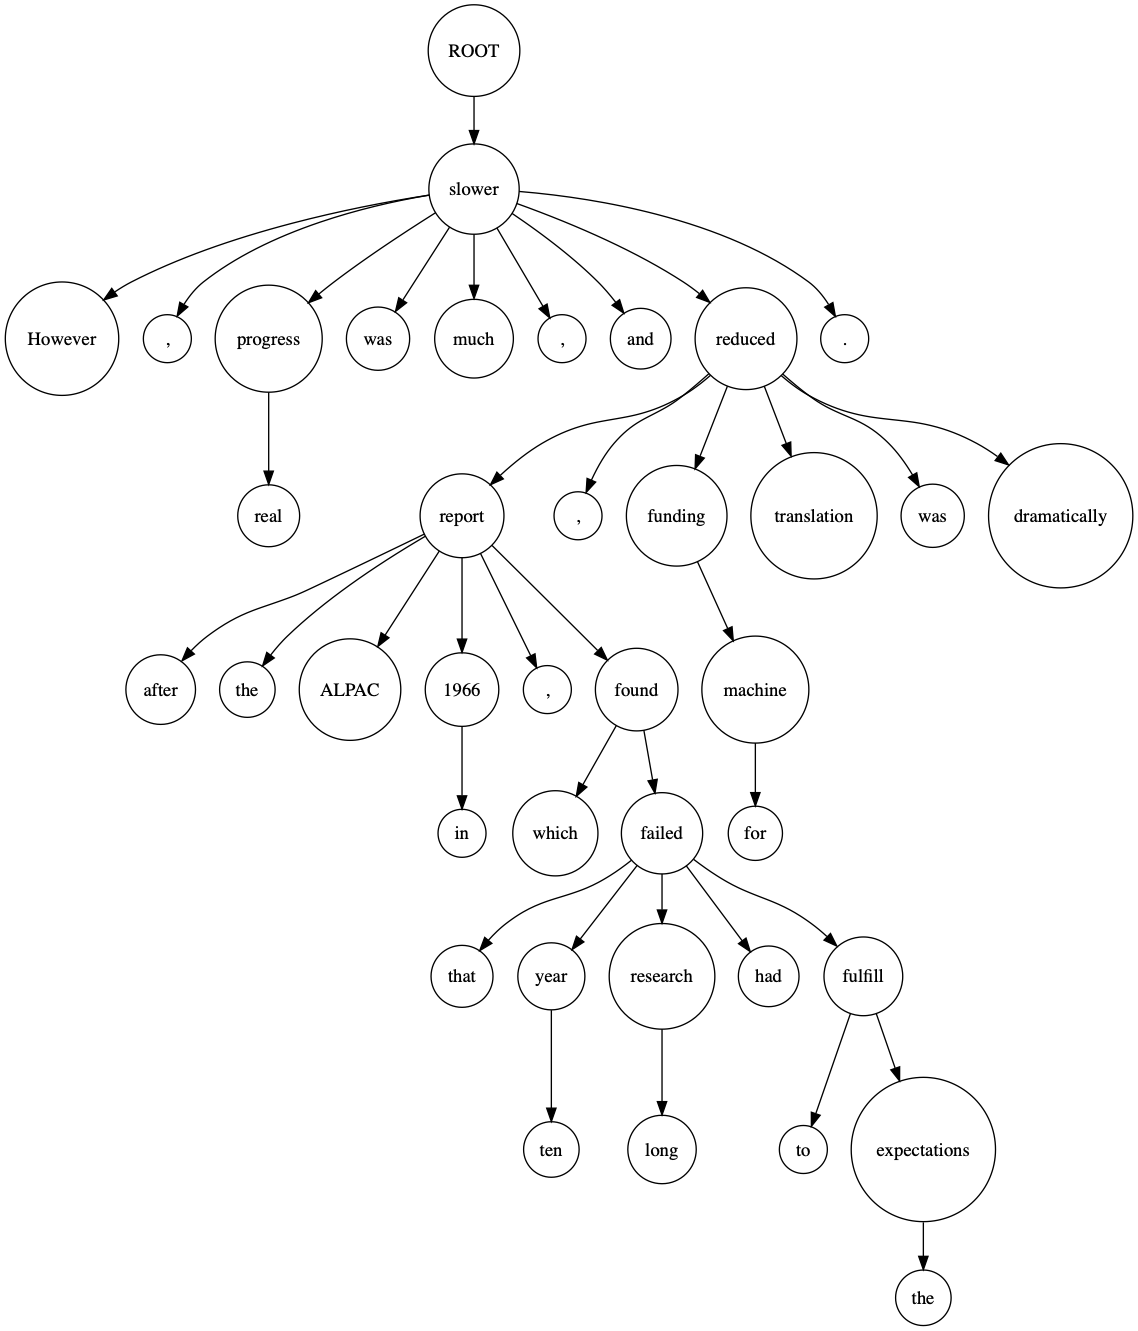 ROOT
slower
However , progress was much , and reduced .
real report , funding translation was dramatically
after the ALPAC 1966 , found machine
in which failed for
that year research had fulfill
ten long to expectations
the